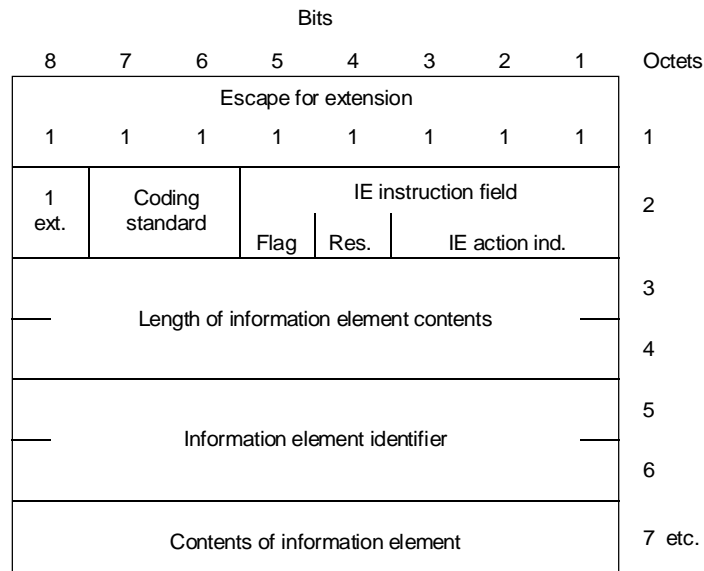 Bits
8 7 6 5 4 3 2 1 Octets
Escape for extension
1 1 1 1 1 1 1 1 1
1 Coding IE instruction field 2
ext. standard
Flag Res. IE action ind.
3
Length of information element contents
4
5
Information element identifier
6
Contents of information element 7 etc.